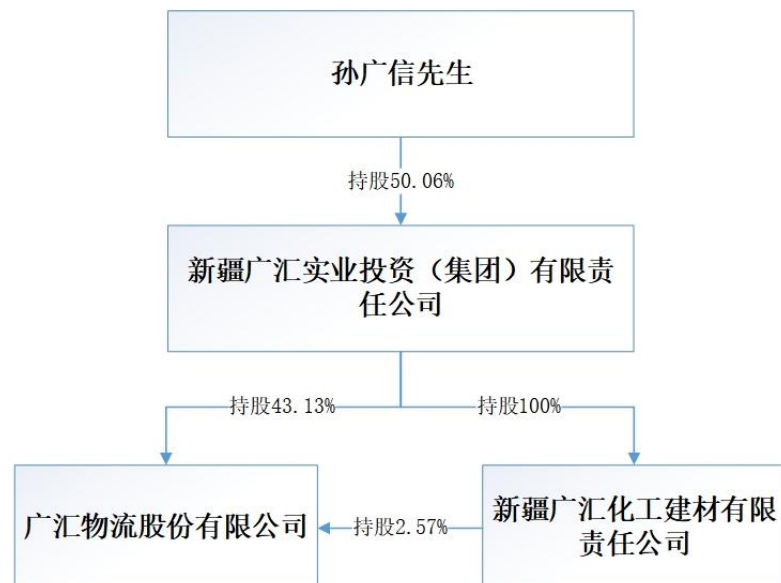 孙广信先生
持股50.06%
新疆广汇实业投资（集团）有限责
任公司
持股43.13%
持股100%
广汇物流股份有限公司
持股2.57%
新疆广汇化工建材有限
责任公司